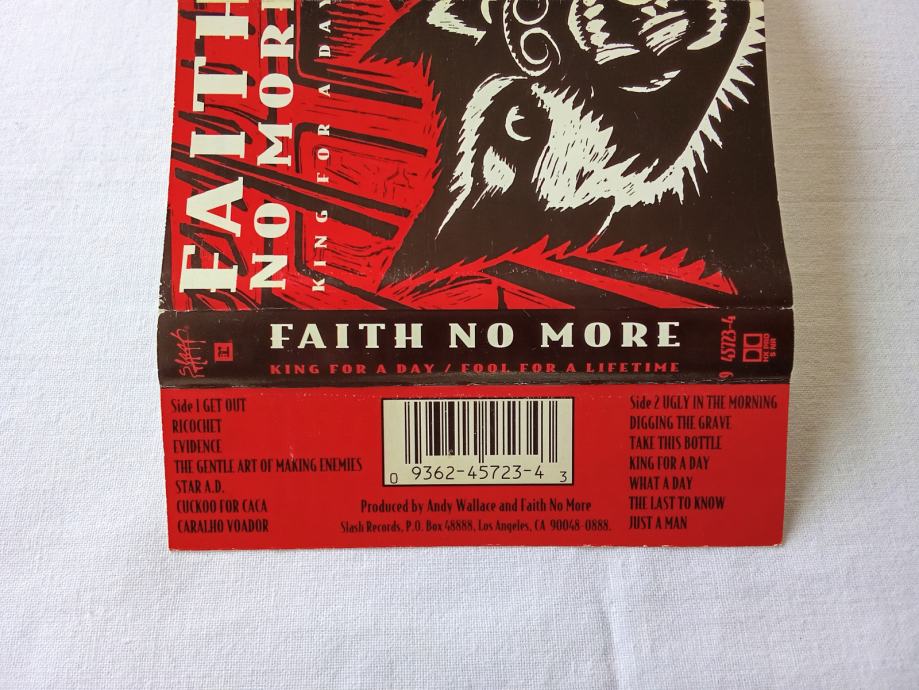 FAITH
NO MORE
KING FOR A DAY
Slash
R
FAITH NO MORE
9 45723-4
HX PRO
B NR
KING FOR A DAY / FOOL FOR A LIFETIME
Side 1 GET OUT
RICOCHET
EVIDENCE
THE GENTLE ART OF MAKING ENEMIES
STAR A.D.
CUCKOO FOR CACA
CARALHO VOADOR
0 9362-45723-4 3
Produced by Andy Wallace and Faith No More
Slash Records, P.O. Box 48888, Los Angeles, CA 90048-0888.
Side 2 UGLY IN THE MORNING
DIGGING THE GRAVE
TAKE THIS BOTTLE
KING FOR A DAY
WHAT A DAY
THE LAST TO KNOW
JUST A MAN